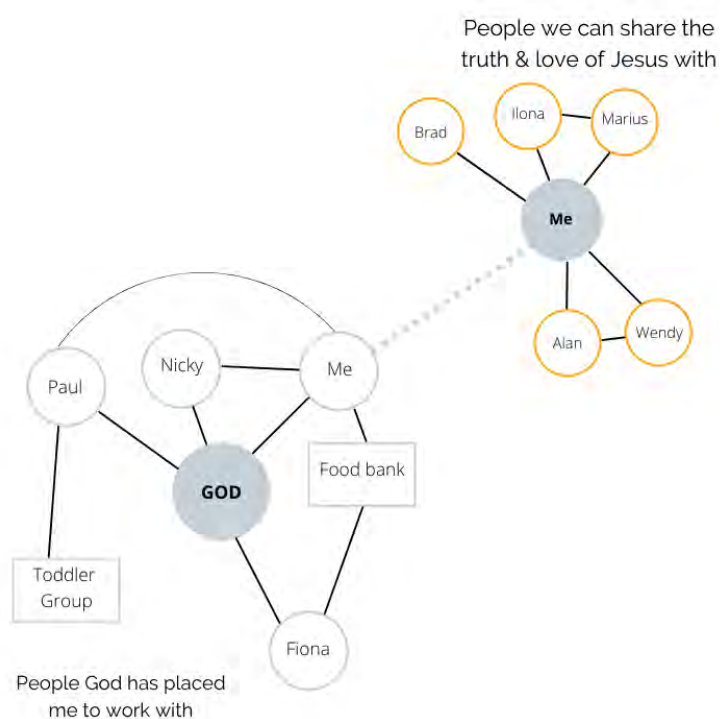 People we can share the
truth & love of Jesus with
Ilona
Marius
Brad
Me
Wendy
Alan
Nicky
Me
Paul
Food bank
GOD
Toddler
Group
Fiona
People God has placed
me to work with